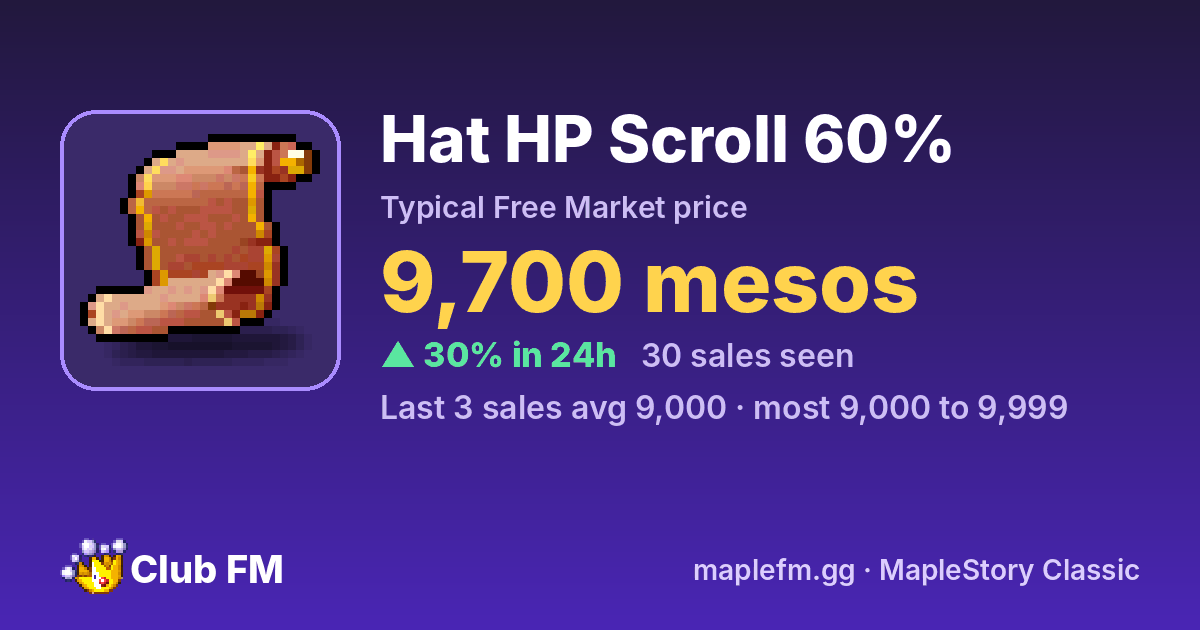 Hat HP Scroll 60%
Typical Free Market price
9,700 mesos
▲ 30% in 24h 30 sales seen
Last 3 sales avg 9,000 · most 9,000 to 9,999
Club FM
maplefm.gg · MapleStory Classic